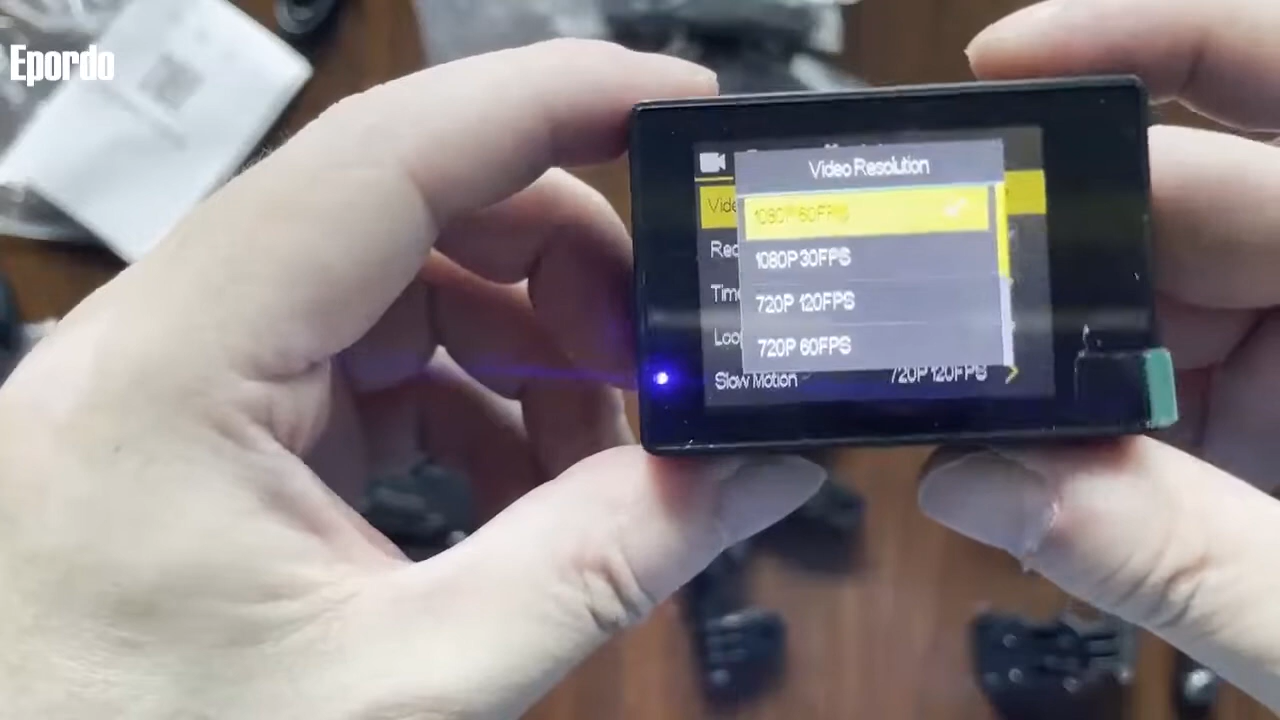 Epordo
Video Resolution
1080P 60FPS
1080P 30FPS
720P 120FPS
720P 60FPS
Slow Motion 720P 120FPS